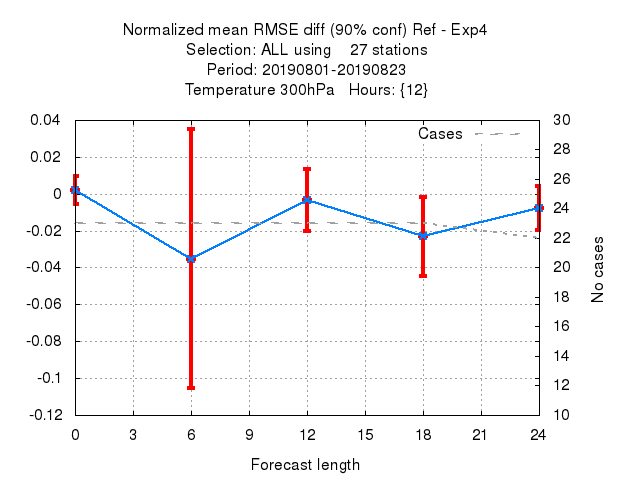 Normalized mean RMSE diff (90% conf) Ref - Exp4
Selection: ALL using 27 stations
Period: 20190801-20190823
Temperature 300hPa Hours: {12}
Cases
0.04
0.02
0
-0.02
-0.04
-0.06
-0.08
-0.1
-0.12
30
28
26
24
22
20
18
16
14
12
10
No cases
0 3 6 9 12 15 18 21 24
Forecast length